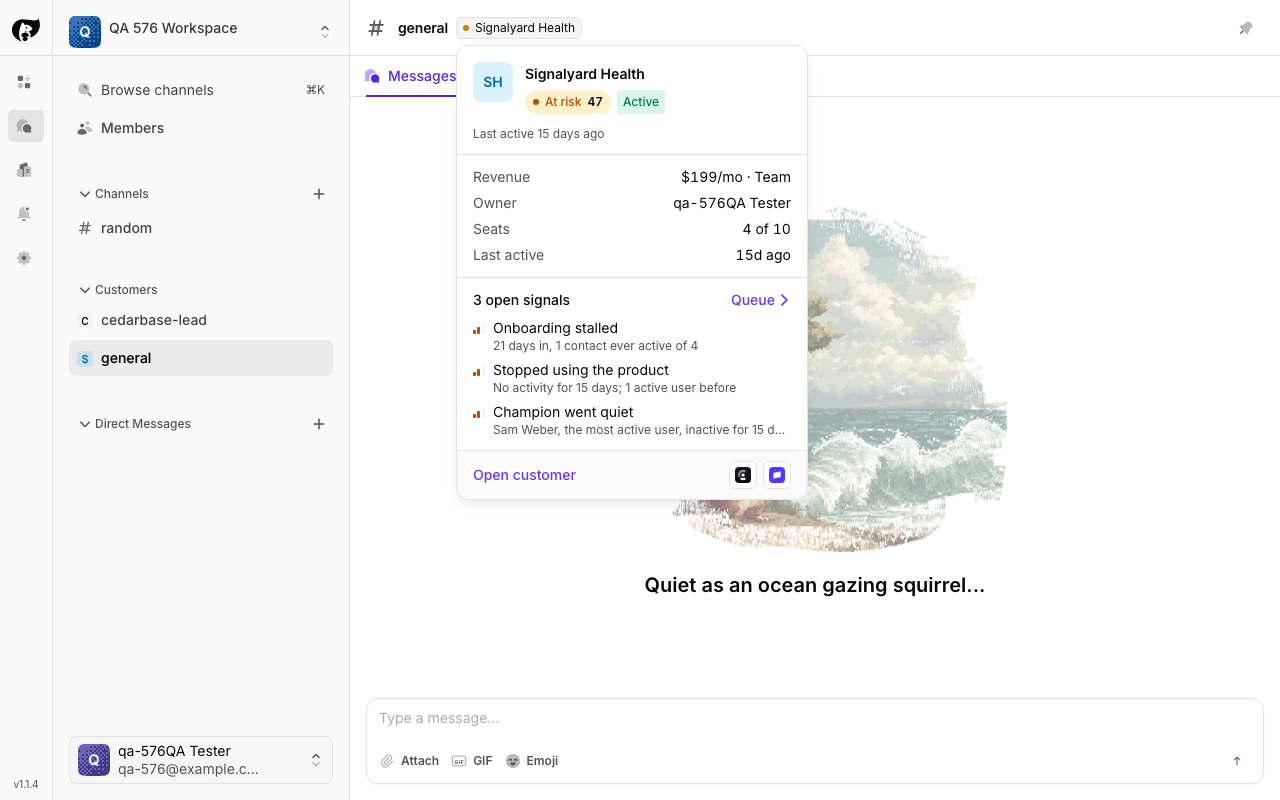 Q
QA 576 Workspace
Browse channels
⌘K
Members
Channels
random
Customers
C
cedarbase-lead
S
general
Direct Messages
Q
qa-576QA Tester
qa-576@example.c...
v1.1.4
# general
Signalyard Health
Messages
SH
Signalyard Health
At risk 47
Active
Last active 15 days ago
Revenue
$199/mo · Team
Owner
qa-576QA Tester
Seats
4 of 10
Last active
15d ago
3 open signals
Queue
Onboarding stalled
21 days in, 1 contact ever active of 4
Stopped using the product
No activity for 15 days; 1 active user before
Champion went quiet
Sam Weber, the most active user, inactive for 15 d...
Open customer
Quiet as an ocean gazing squirrel...
Type a message...
Attach
GIF
GIF
Emoji